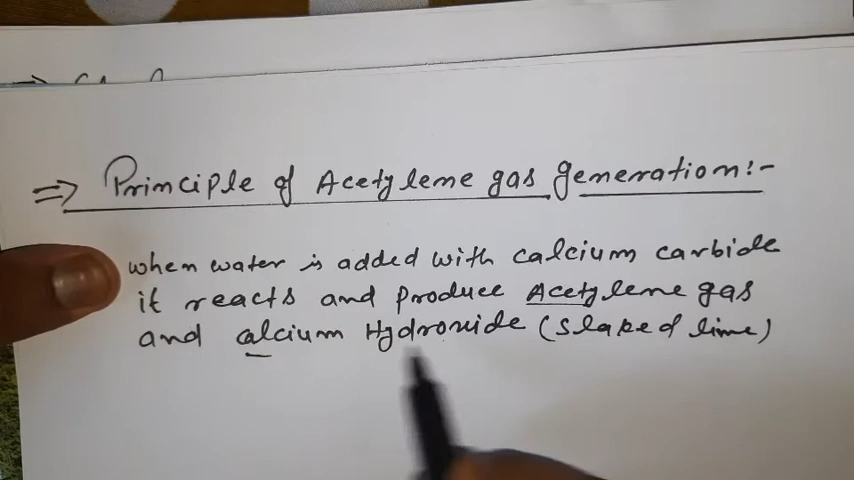 ⇒ Principle of Acetylene gas generation:-
when water is added with calcium carbide
it reacts and produce Acetylene gas
and calcium Hydroxide (slaked lime)